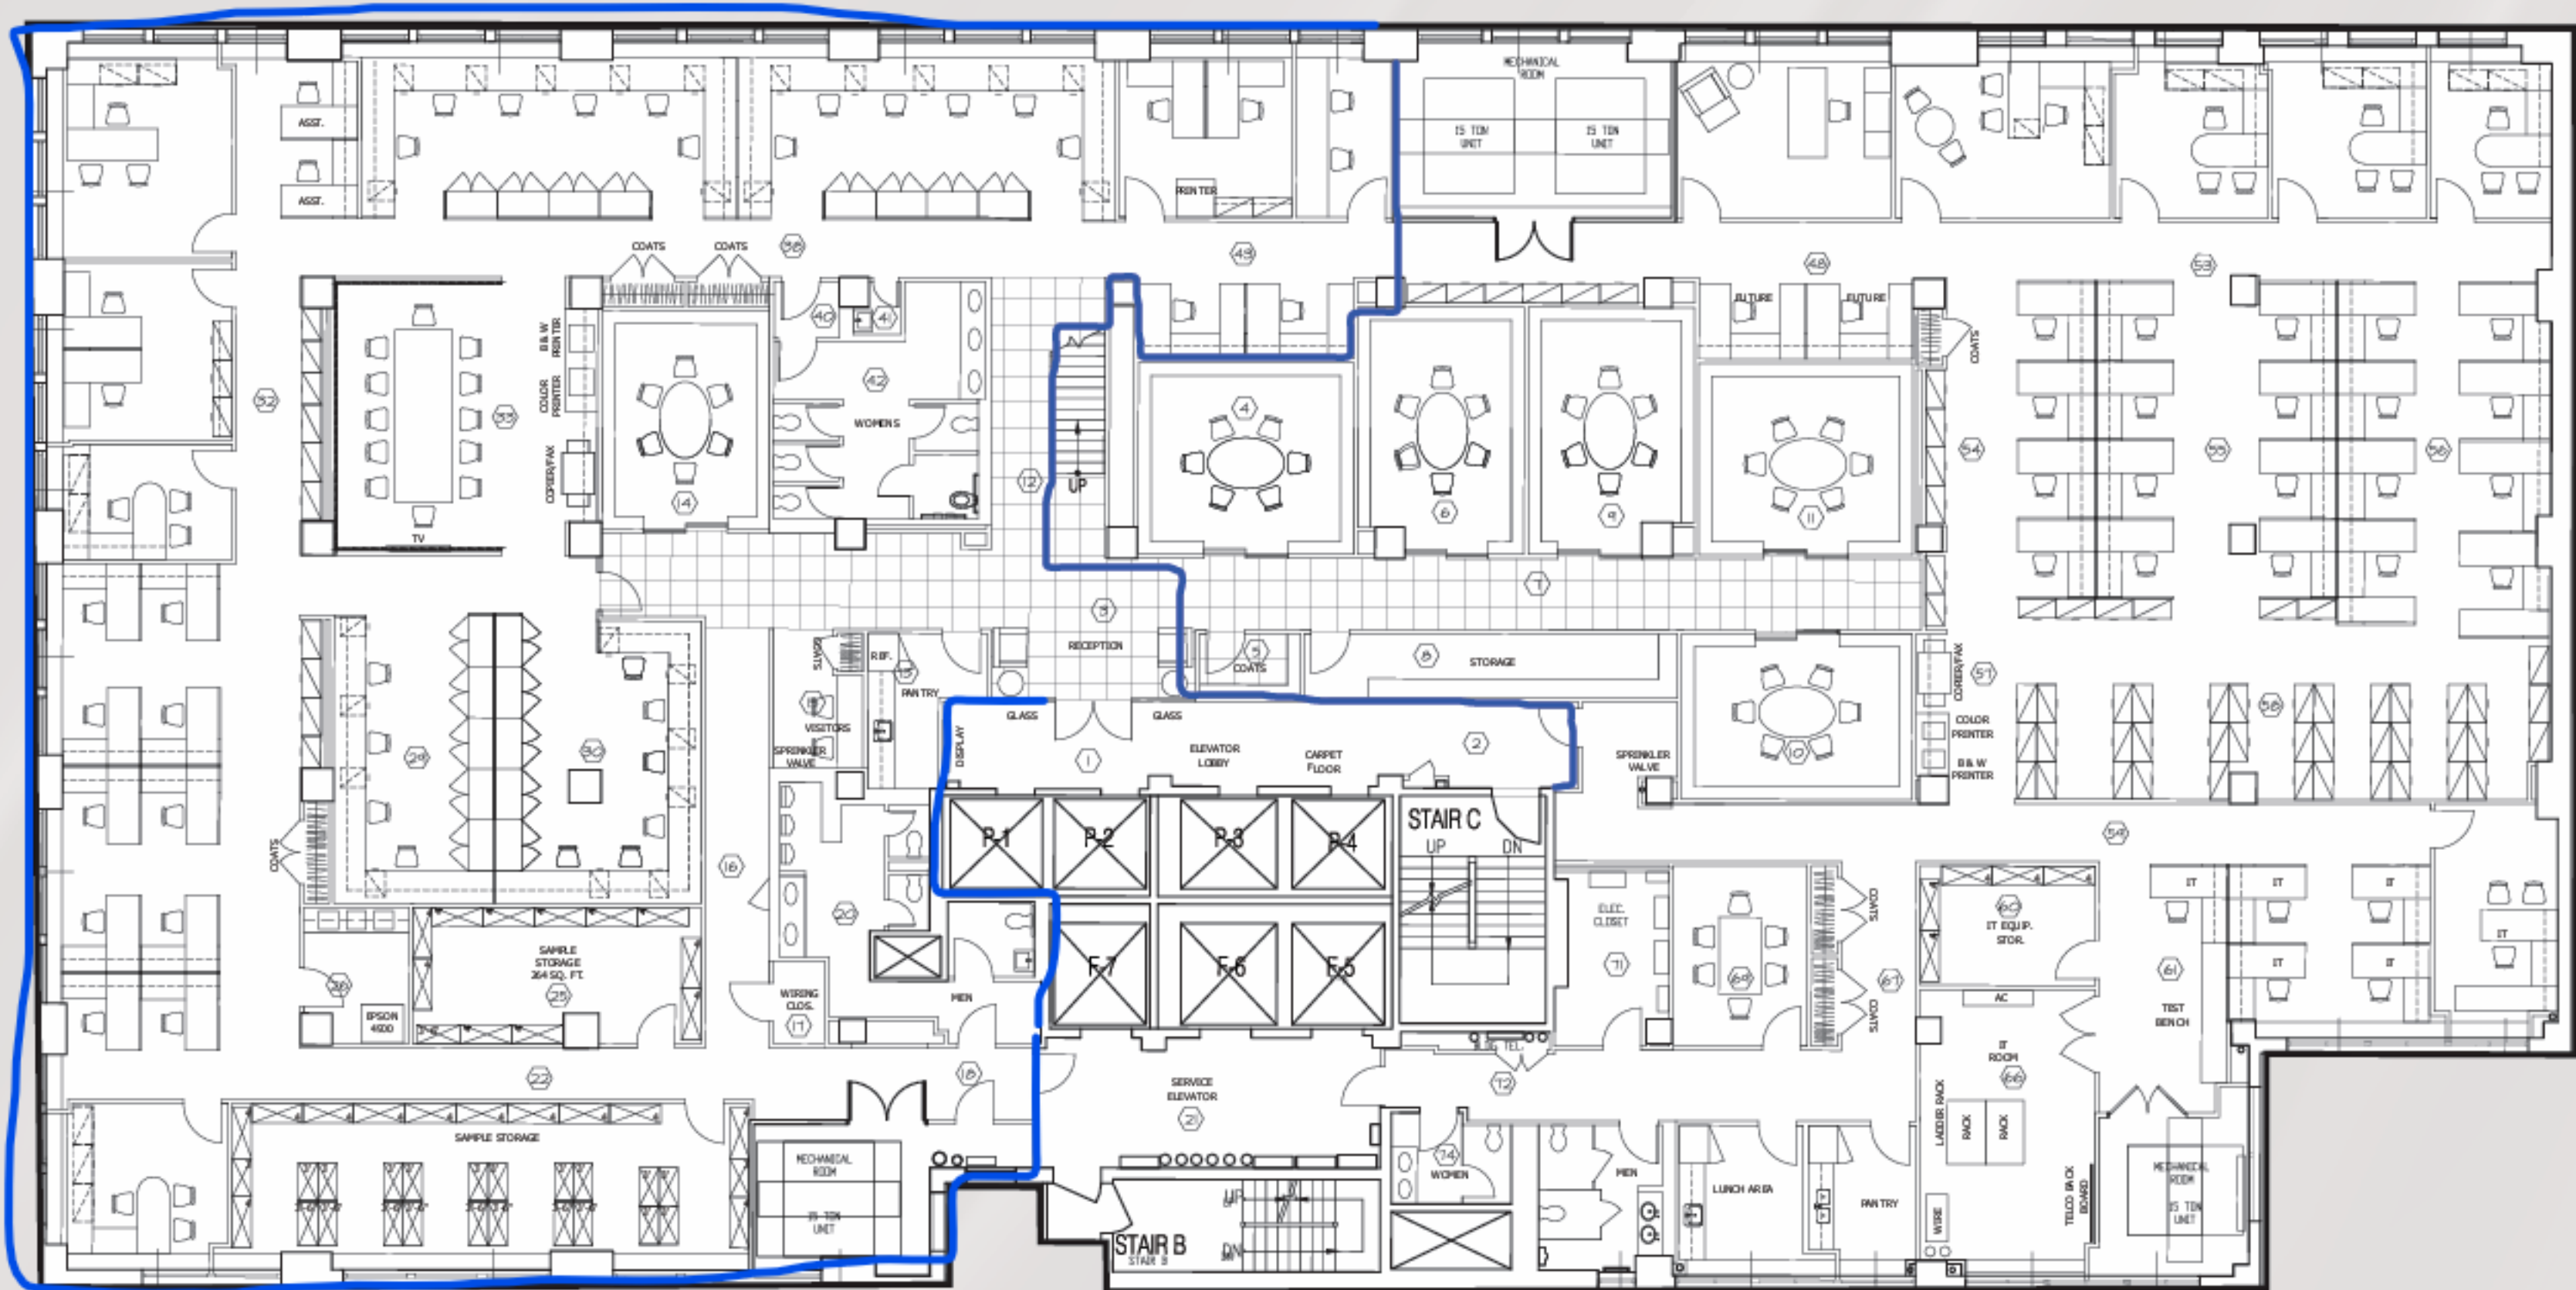 MECHANICAL
ROOM
15 TON
UNIT
15 TON
UNIT
ASST.
ASST.
PRINTER
COATS
COATS
38
49
48
53
40
41
FUTURE
FUTURE
B & W
PRINTER
COLOR
PRINTER
COPIER/FAX
COATS
32
33
42
WOMENS
14
12
UP
4
6
9
11
54
55
56
TV
3
7
RECEPTION
COATS
8
STORAGE
COATS
REF.
PANTRY
VISITORS
SPRINKLER
VALVE
GLASS
GLASS
DISPLAY
1
ELEVATOR
LOBBY
CARPET
FLOOR
2
SPRINKLER
VALVE
10
COPIER/FAX
57
COLOR
PRINTER
B & W
PRINTER
58
29
30
COATS
16
20
P-1
P-2
P-3
P-4
STAIR C
UP
DN
59
SAMPLE
STORAGE
264 SQ. FT.
25
26
EPSON
4900
WIRING
CLOS.
17
MEN
F-7
F-6
F-5
ELEC.
CLOSET
71
69
COATS
COATS
67
60
IT EQUIP.
STOR.
AC
IT
IT
IT
IT
IT
IT
61
TEST
BENCH
22
18
SERVICE
ELEVATOR
21
72
IT
ROOM
66
LADDER RACK
RACK
RACK
SAMPLE STORAGE
MECHANICAL
ROOM
15 TON
UNIT
STAIR B
STAIR B
UP
DN
74
WOMEN
MEN
LUNCH AREA
PANTRY
WIRE
TELCO BACK
BOARD
MECHANICAL
ROOM
15 TON
UNIT